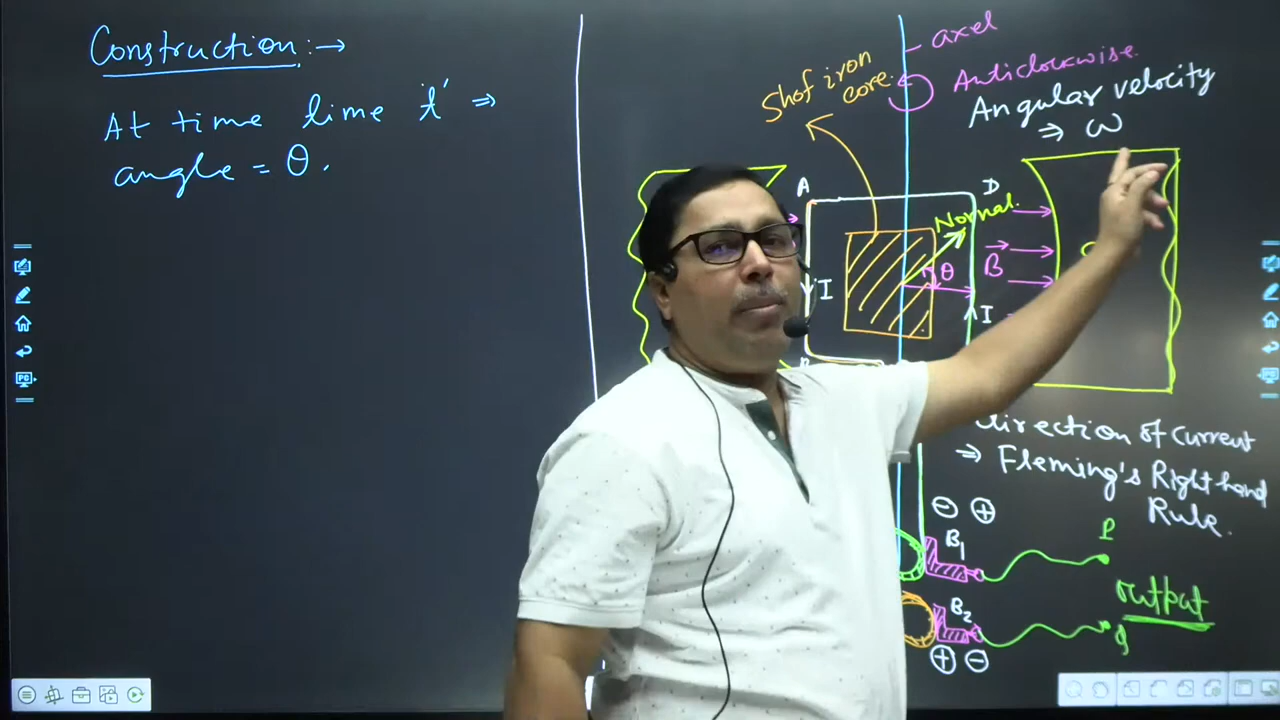 Construction :→
At time lime 't' ⇒
angle = θ.
axel
Anticlockwise
Shof iron
core
Angular velocity
⇒ ω
A
D
Normal.
θ
B
I
I
direction of current
⇒ Fleming's Right hand
Rule.
⊖ ⊕
B1
P
output
B2
⊕ ⊖
PC